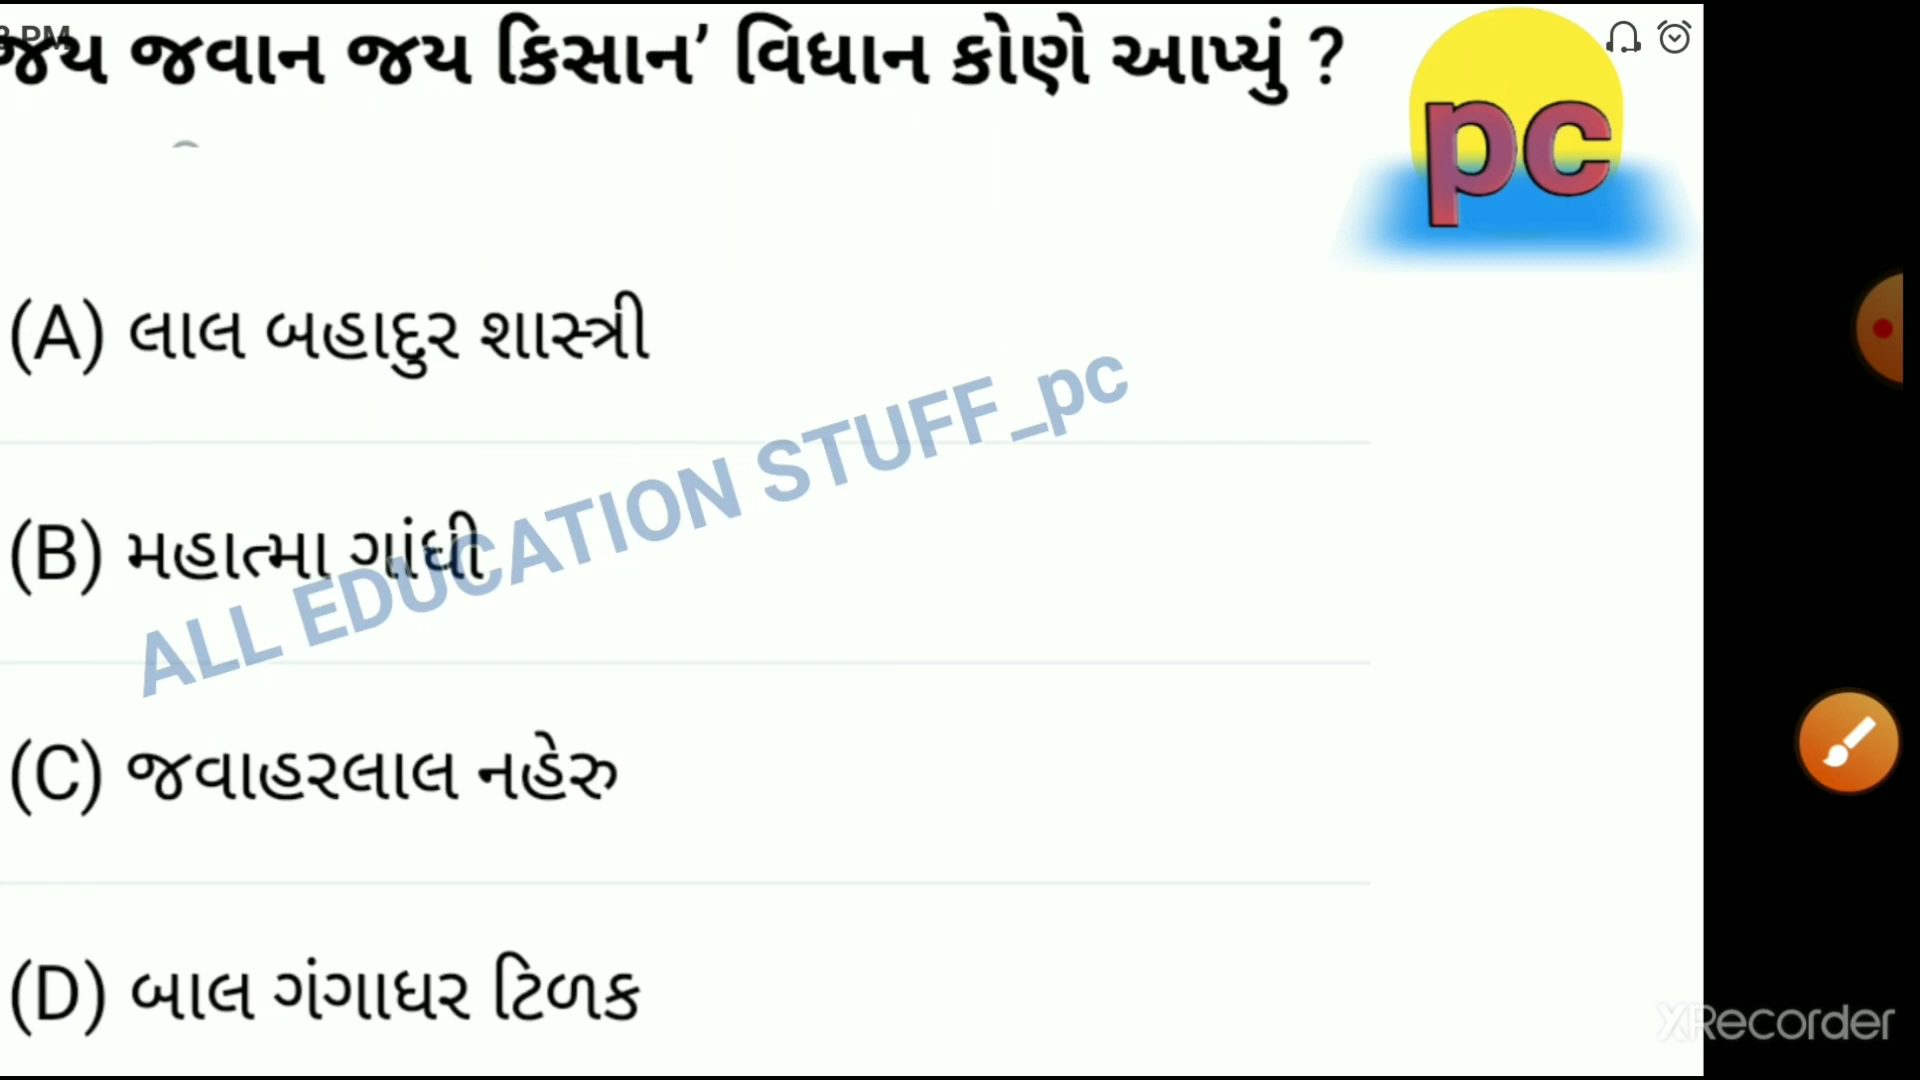 જય જવાન જય કિસાન’ વિધાન કોણે આપ્યું ?
pc
(A) લાલ બહાદુર શાસ્ત્રી
(B) મહાત્મા ગાંધી
ALL EDUCATION STUFF_pc
(C) જવાહરલાલ નહેરુ
(D) બાલ ગંગાધર ટિળક
XRecorder